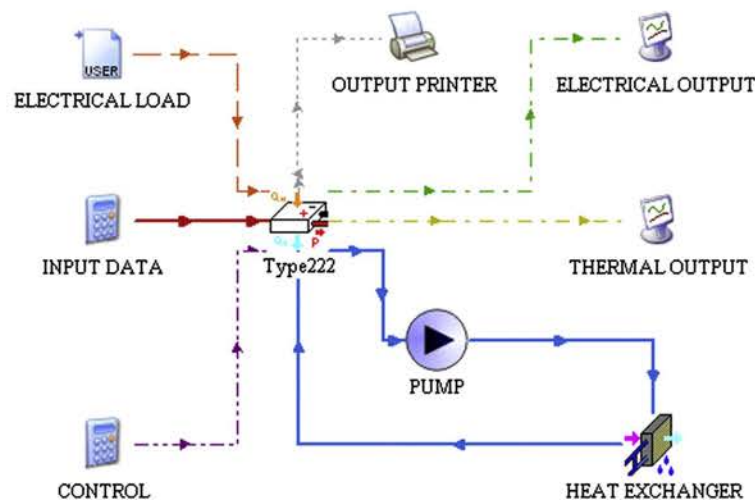 USER
ELECTRICAL LOAD
OUTPUT PRINTER
ELECTRICAL OUTPUT
INPUT DATA
P
Type222
THERMAL OUTPUT
PUMP
CONTROL
HEAT EXCHANGER